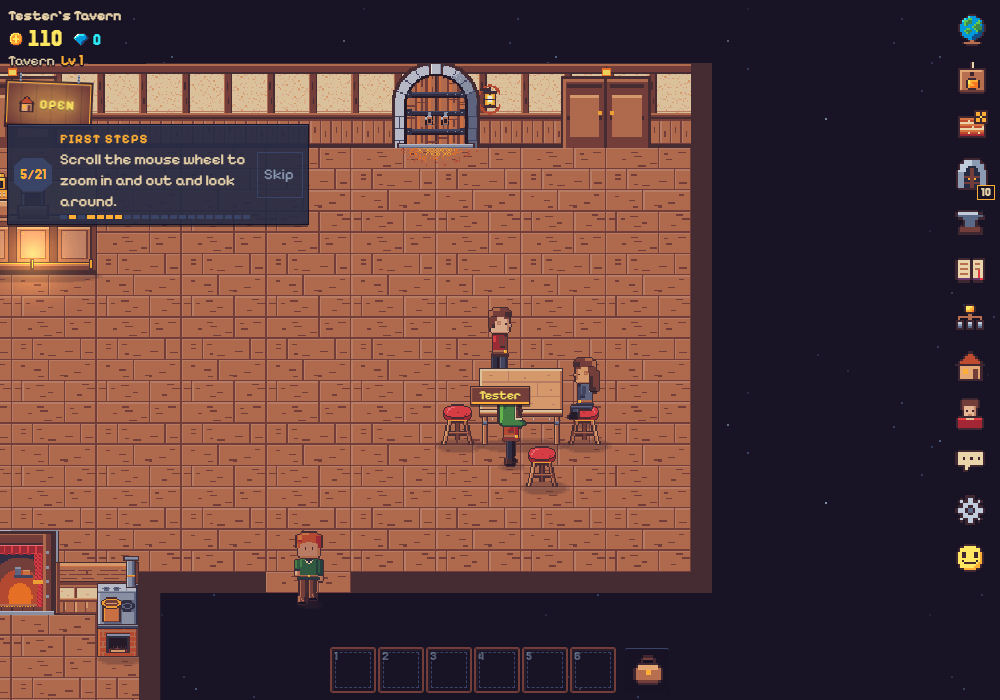 Tester's Tavern
110 0
Tavern Lv1
OPEN
FIRST STEPS
5/21
Scroll the mouse wheel to
zoom in and out and look
around.
Skip
10
Tester
1 2 3 4 5 6